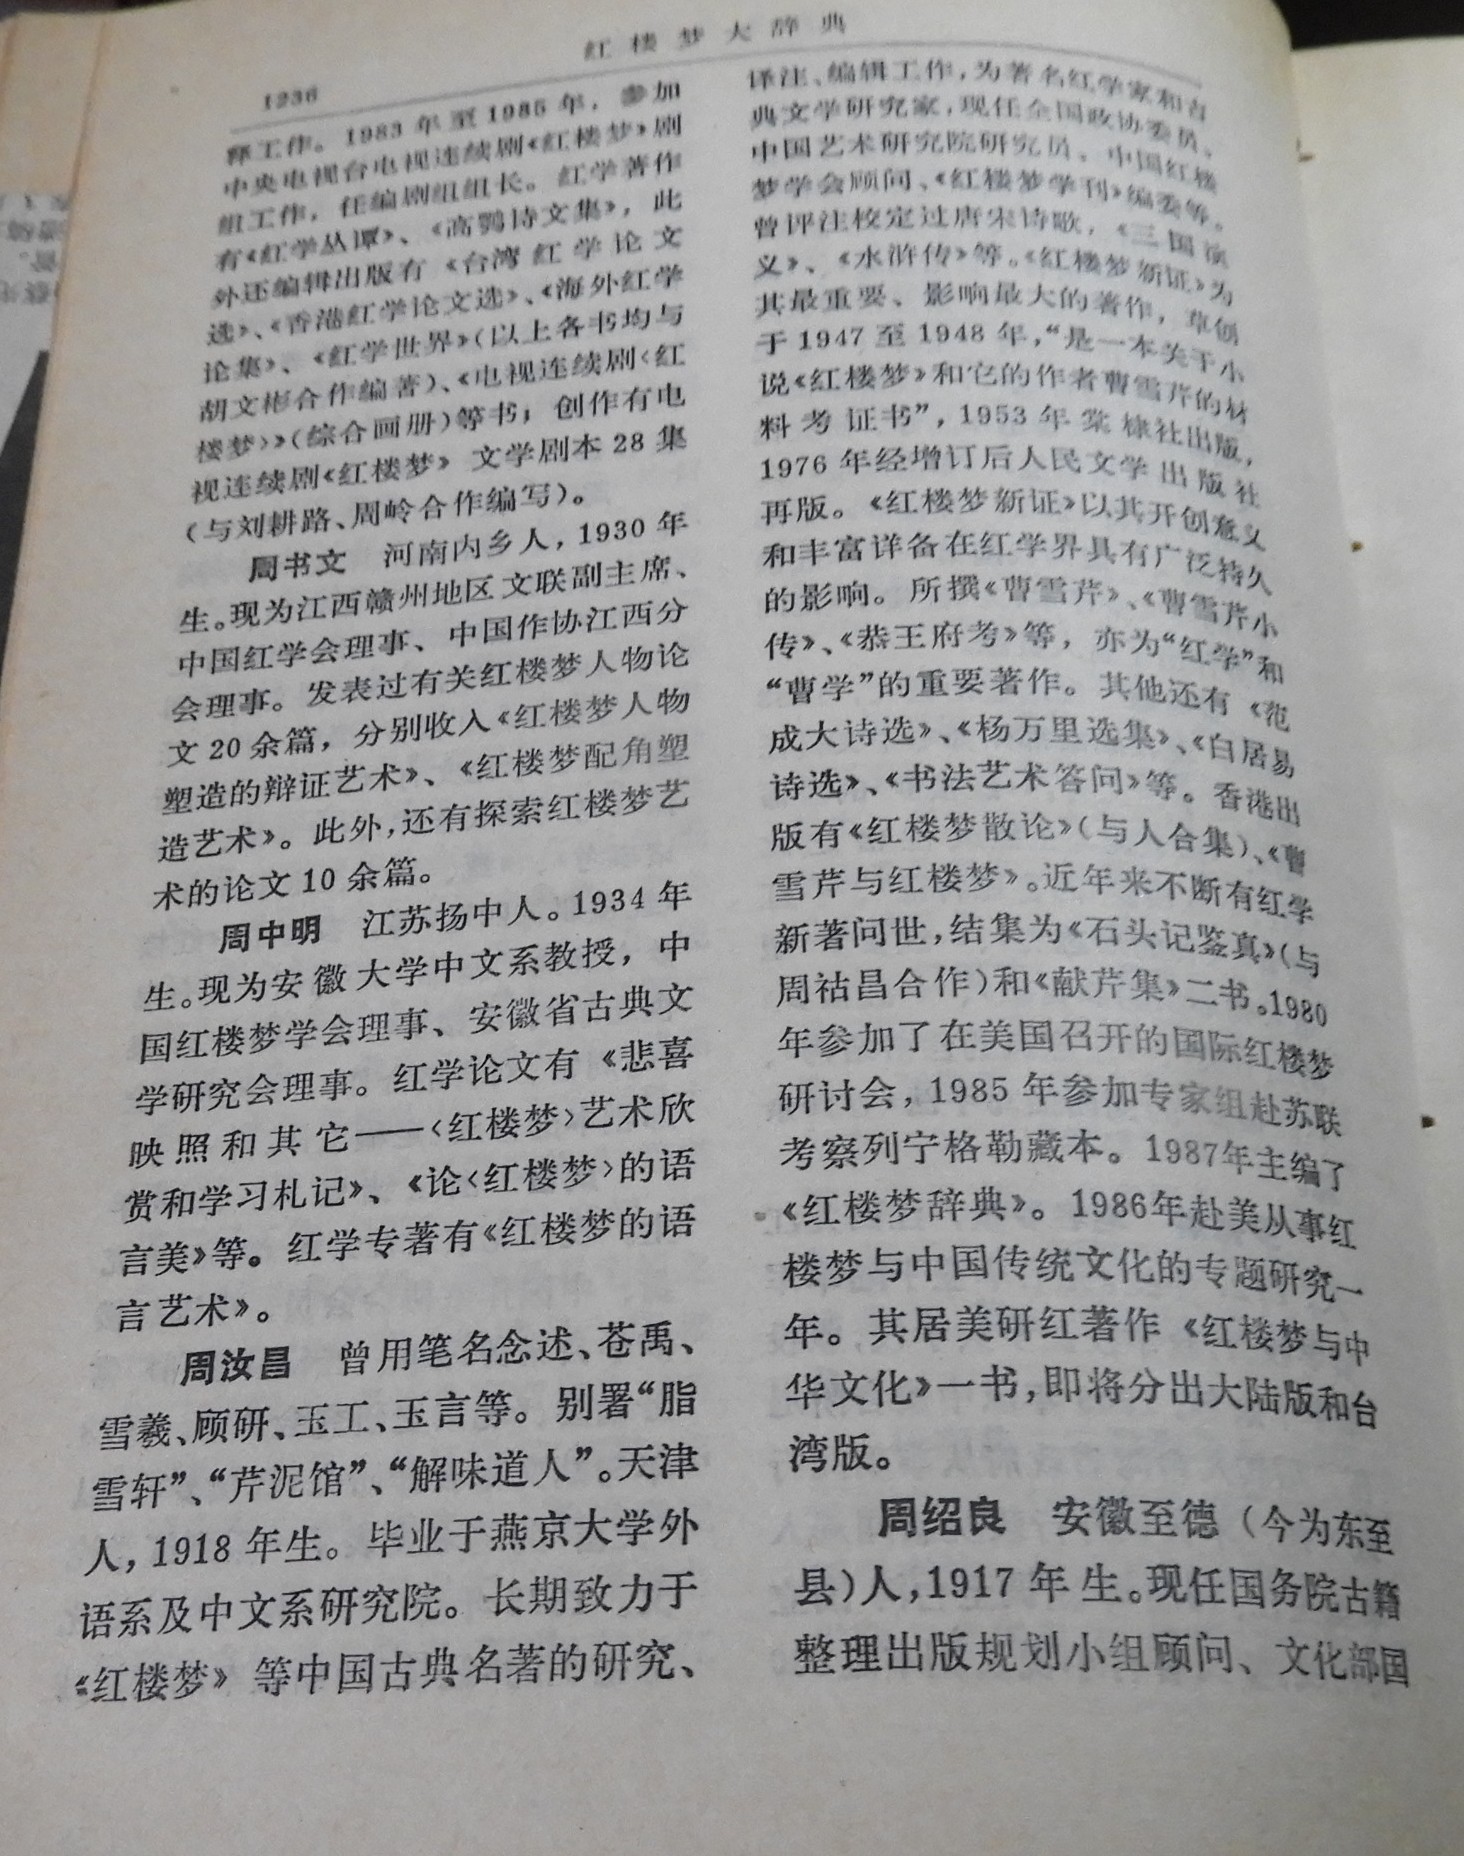 红楼梦大辞典
1236
释工作。1983年至1985年，参加
中央电视台电视连续剧《红楼梦》剧
组工作，任编剧组组长。红学著作
有《红学丛谭》、《高鹗诗文集》，此
外还编辑出版有《台湾红学论文
选》、《香港红学论文选》、《海外红学
论集》、《红学世界》(以上各书均与
胡文彬合作编著)、《电视连续剧〈红
楼梦〉》(综合画册)等书；创作有电
视连续剧《红楼梦》文学剧本28集
(与刘耕路、周岭合作编写)。
周书文 河南内乡人，1930年
生。现为江西赣州地区文联副主席、
中国红学会理事、中国作协江西分
会理事。发表过有关红楼梦人物论
文20余篇，分别收入《红楼梦人物
塑造的辩证艺术》、《红楼梦配角塑
造艺术》。此外，还有探索红楼梦艺
术的论文10余篇。
周中明 江苏扬中人。1934年
生。现为安徽大学中文系教授，中
国红楼梦学会理事、安徽省古典文
学研究会理事。红学论文有《悲喜
映照和其它——〈红楼梦〉艺术欣
赏和学习札记》、《论〈红楼梦〉的语
言美》等。红学专著有《红楼梦的语
言艺术》。
周汝昌 曾用笔名念述、苍禹、
雪羲、顾研、玉工、玉言等。别署“脂
雪轩”、“芹泥馆”、“解味道人”。天津
人，1918年生。毕业于燕京大学外
语系及中文系研究院。长期致力于
《红楼梦》等中国古典名著的研究、
译注、编辑工作，为著名红学家和古
典文学研究家，现任全国政协委员、
中国艺术研究院研究员、中国红楼
梦学会顾问、《红楼梦学刊》编委等。
曾评注校定过唐宋诗歌，《三国演
义》、《水浒传》等。《红楼梦新证》为
其最重要、影响最大的著作，草创
于1947至1948年，“是一本关于小
说《红楼梦》和它的作者曹雪芹的材
料考证书”，1953年棠棣社出版，
1976年经增订后人民文学出版社
再版。《红楼梦新证》以其开创意义
和丰富详备在红学界具有广泛持久
的影响。所撰《曹雪芹》、《曹雪芹小
传》、《恭王府考》等，亦为“红学”和
“曹学”的重要著作。其他还有《范
成大诗选》、《杨万里选集》、《白居易
诗选》、《书法艺术答问》等。香港出
版有《红楼梦散论》(与人合集)、《曹
雪芹与红楼梦》。近年来不断有红学
新著问世，结集为《石头记鉴真》(与
周祜昌合作)和《献芹集》二书。1980
年参加了在美国召开的国际红楼梦
研讨会，1985年参加专家组赴苏联
考察列宁格勒藏本。1987年主编了
《红楼梦辞典》。1986年赴美从事红
楼梦与中国传统文化的专题研究一
年。其居美研红著作《红楼梦与中
华文化》一书，即将分出大陆版和台
湾版。
周绍良 安徽至德（今为东至
县)人，1917年生。现任国务院古籍
整理出版规划小组顾问、文化部国